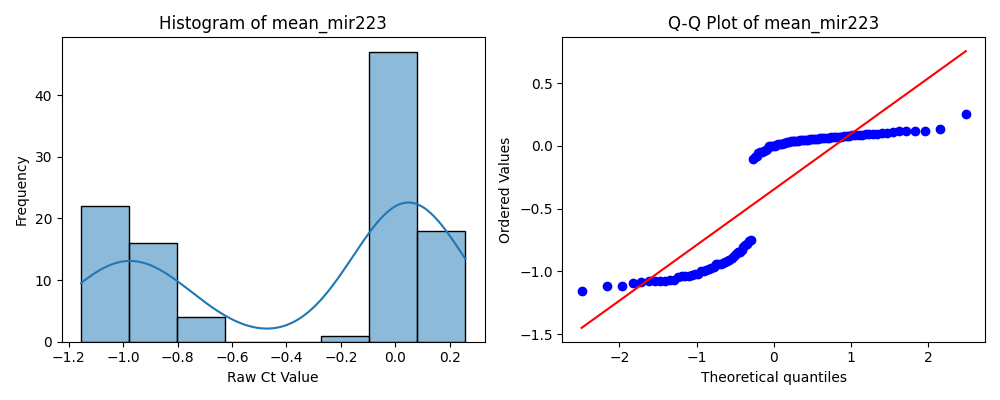 Histogram of mean_mir223
Frequency
40
30
20
10
0
−1.2 −1.0 −0.8 −0.6 −0.4 −0.2 0.0 0.2
Raw Ct Value
Q-Q Plot of mean_mir223
Ordered Values
0.5
0.0
−0.5
−1.0
−1.5
−2 −1 0 1 2
Theoretical quantiles